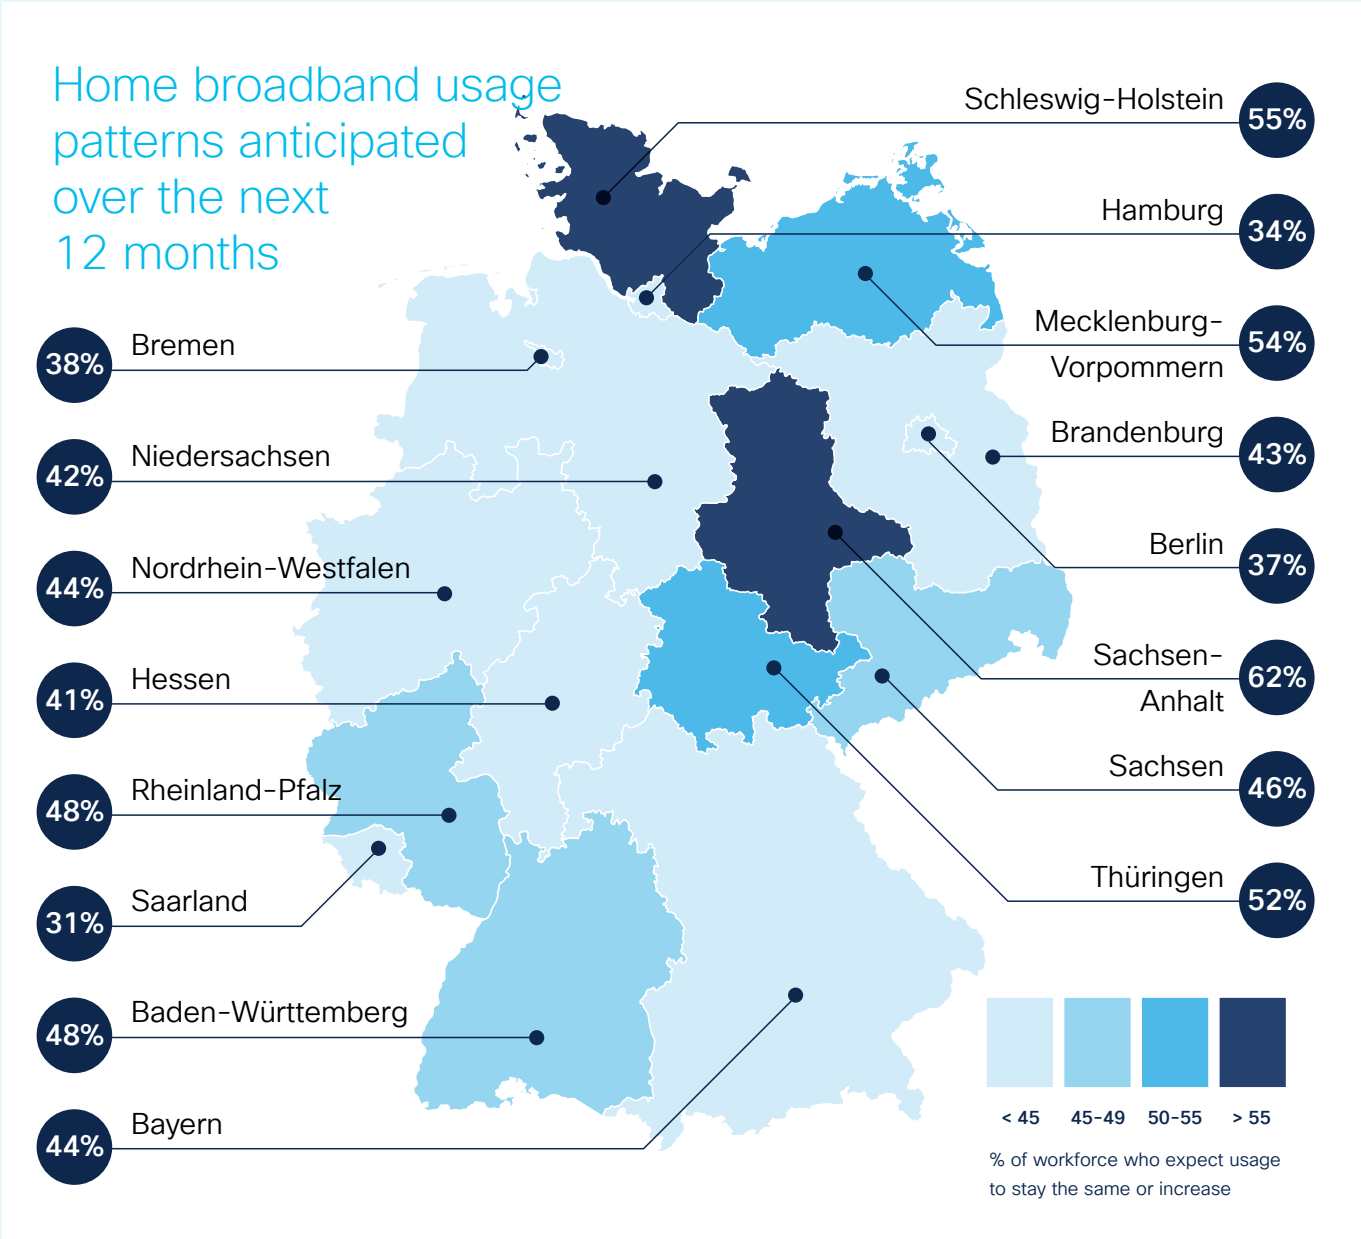 Home broadband usage
patterns anticipated
over the next
12 months
38%
Bremen
42%
Niedersachsen
44%
Nordrhein-Westfalen
41%
Hessen
48%
Rheinland-Pfalz
31%
Saarland
48%
Baden-Württemberg
44%
Bayern
Schleswig-Holstein
55%
Hamburg
34%
Mecklenburg-
Vorpommern
54%
Brandenburg
43%
Berlin
37%
Sachsen-
Anhalt
62%
Sachsen
46%
Thüringen
52%
< 45
45-49
50-55
> 55
% of workforce who expect usage
to stay the same or increase